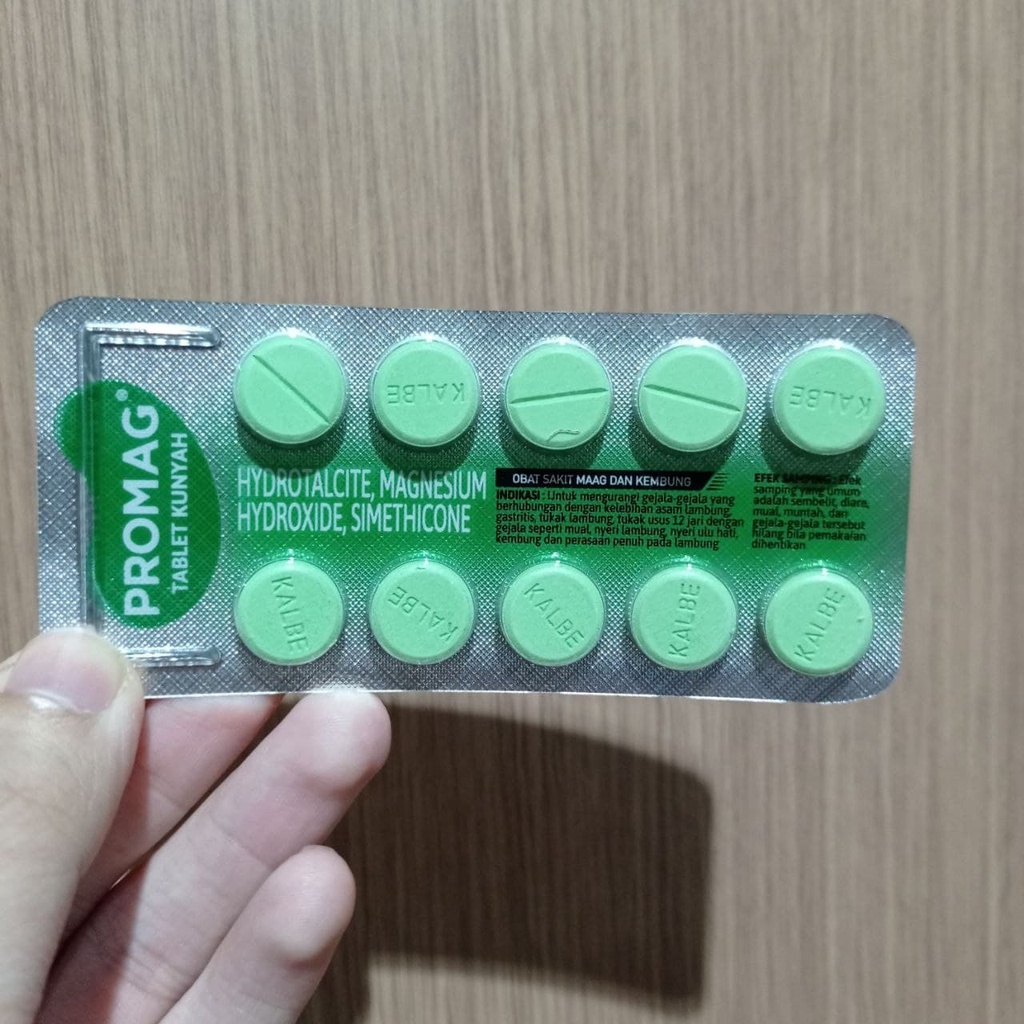 PROMAG®
TABLET KUNYAH
KALBE
KALBE
HYDROTALCITE, MAGNESIUM
HYDROXIDE, SIMETHICONE
OBAT SAKIT MAAG DAN KEMBUNG
INDIKASI : Untuk mengurangi gejala-gejala yang
berhubungan dengan kelebihan asam lambung,
gastritis, tukak lambung, tukak usus 12 jari dengan
gejala seperti mual, nyeri lambung, nyeri ulu hati,
kembung dan perasaan penuh pada lambung
EFEK SAMPING : Efek
samping yang umum
adalah sembelit, diare,
mual, muntah, dan
gejala-gejala tersebut
hilang bila pemakaian
dihentikan
KALBE
KALBE
KALBE
KALBE
KALBE